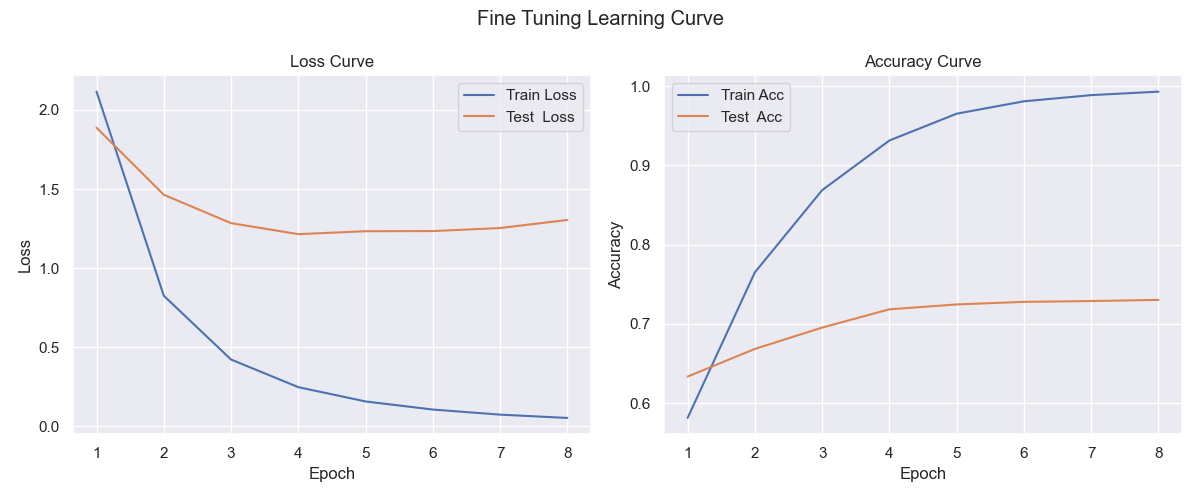 Fine Tuning Learning Curve
Loss Curve
Train Loss
Test  Loss
2.0
1.5
1.0
0.5
0.0
Loss
1 2 3 4 5 6 7 8
Epoch
Accuracy Curve
Train Acc
Test  Acc
1.0
0.9
0.8
0.7
0.6
Accuracy
1 2 3 4 5 6 7 8
Epoch